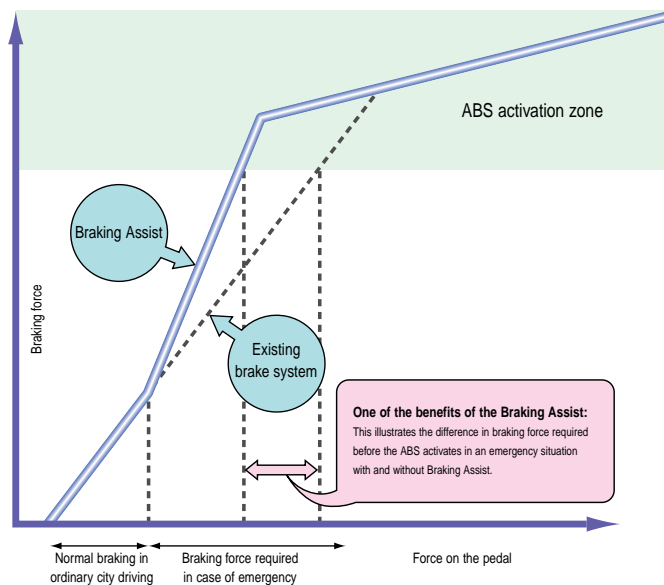 ABS activation zone
Braking Assist
Braking force
Existing
brake system
One of the benefits of the Braking Assist:
This illustrates the difference in braking force required
before the ABS activates in an emergency situation
with and without Braking Assist.
Normal braking in
ordinary city driving
Braking force required
in case of emergency
Force on the pedal